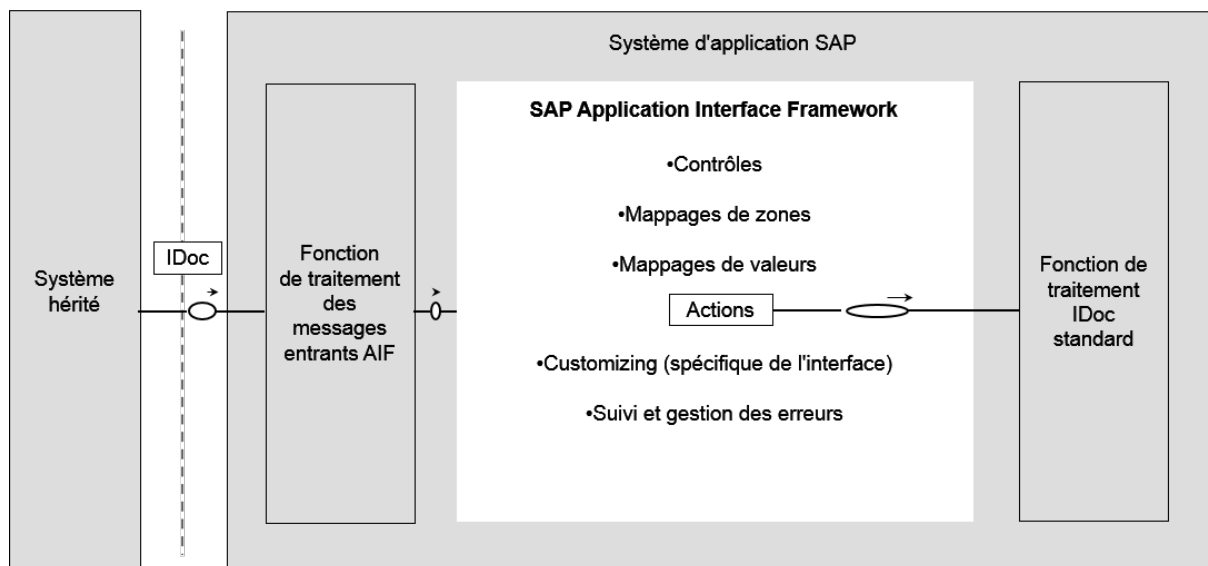 Système d'application SAP
Système
hérité
IDoc
Fonction
de traitement
des
messages
entrants AIF
SAP Application Interface Framework
•Contrôles
•Mappages de zones
•Mappages de valeurs
Actions
•Customizing (spécifique de l'interface)
•Suivi et gestion des erreurs
Fonction de
traitement
IDoc
standard